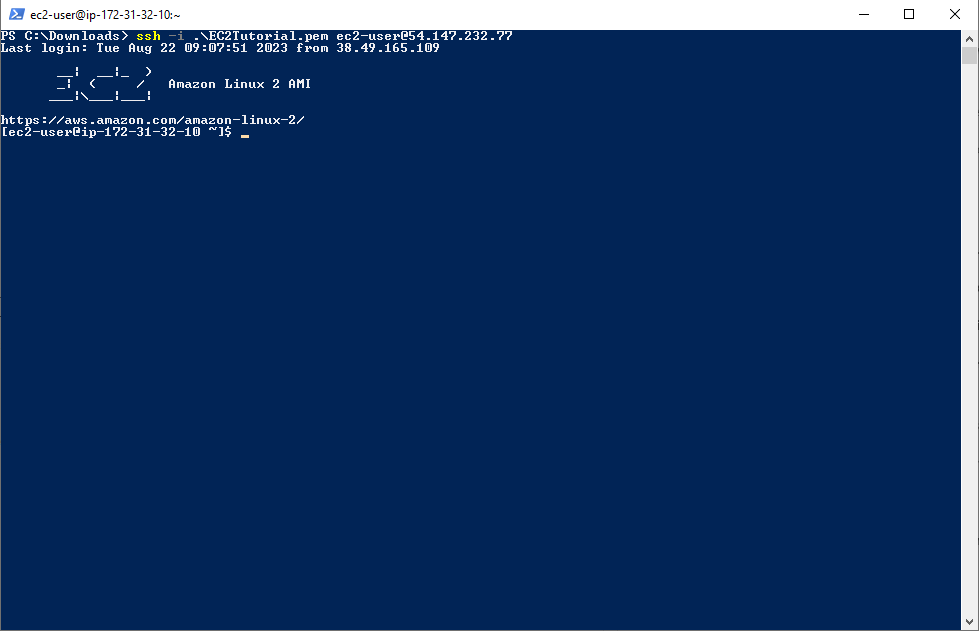 ec2-user@ip-172-31-32-10:~
PS C:\Downloads> ssh -i .\EC2Tutorial.pem ec2-user@54.147.232.77
Last login: Tue Aug 22 09:07:51 2023 from 38.49.165.109
       __|  __|_  )
       _|  (     /   Amazon Linux 2 AMI
      ___|\___|___|
https://aws.amazon.com/amazon-linux-2/
[ec2-user@ip-172-31-32-10 ~]$ _